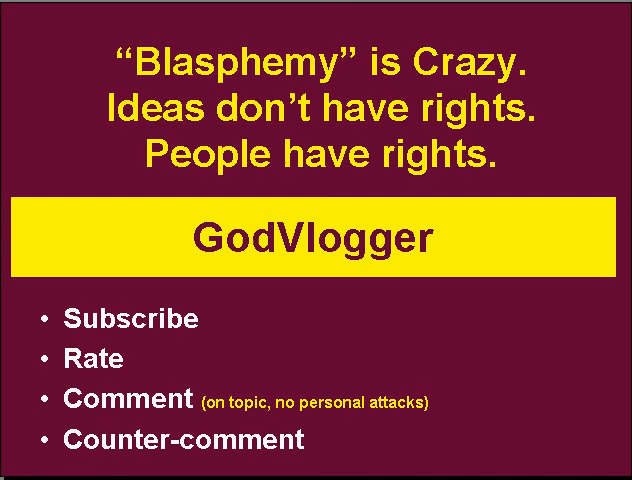 “Blasphemy” is Crazy.
Ideas don’t have rights.
People have rights.
GodVlogger
• Subscribe
• Rate
• Comment (on topic, no personal attacks)
• Counter-comment